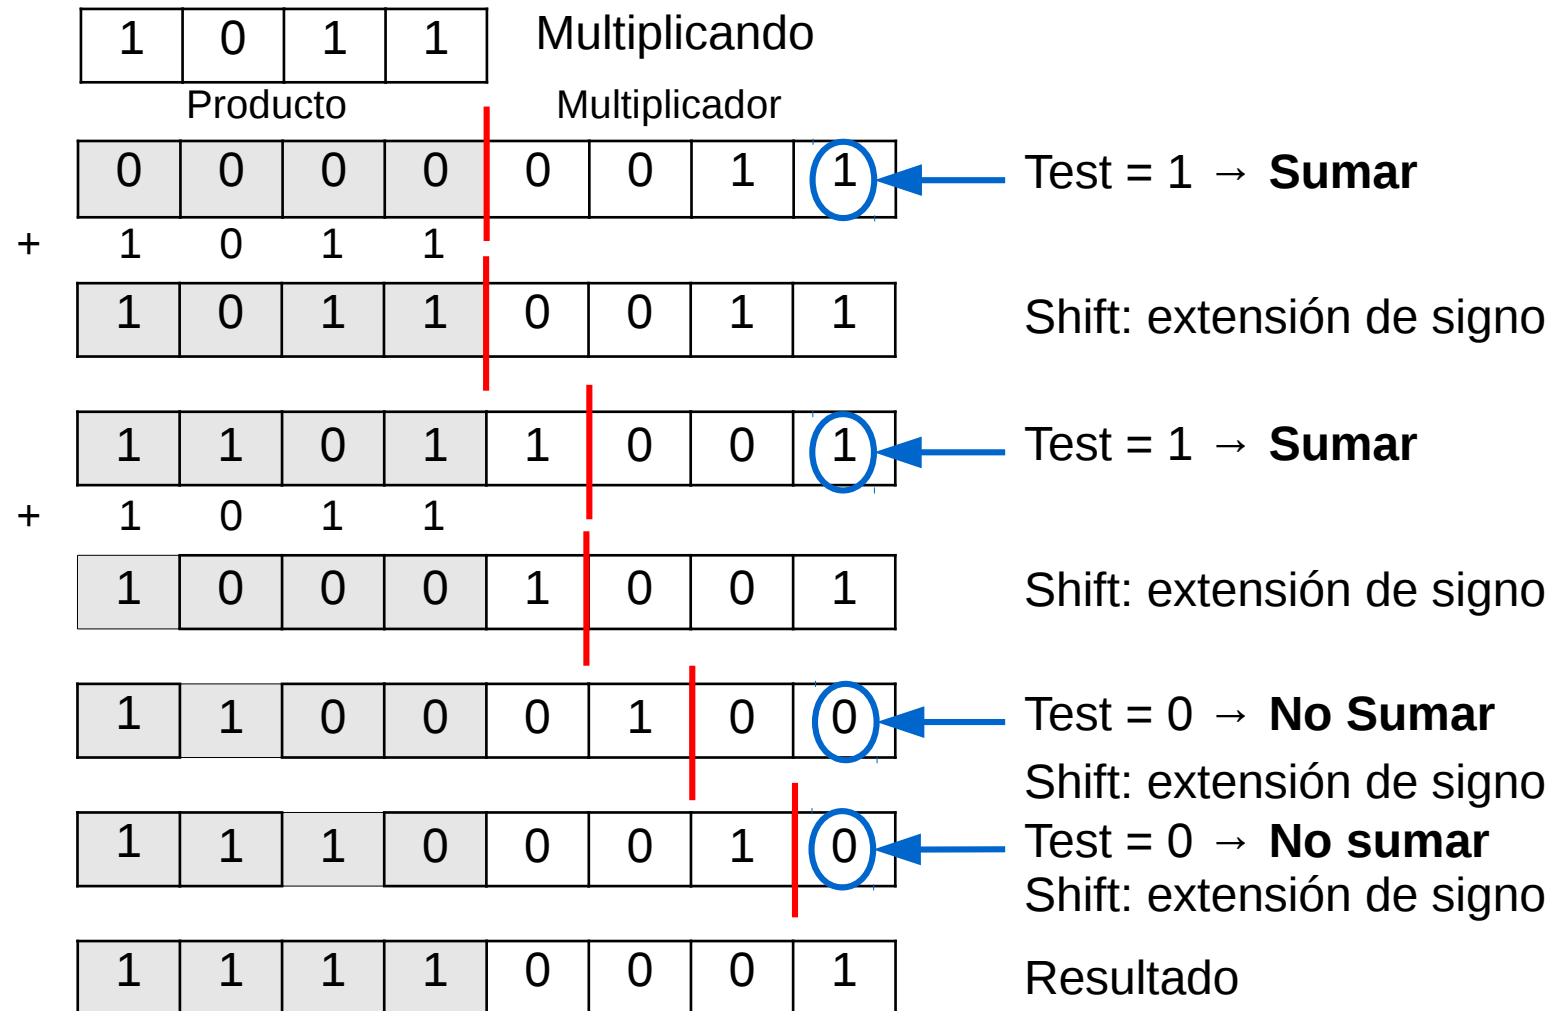 1 0 1 1 Multiplicando
Producto Multiplicador
0 0 0 0 0 0 1 1 Test = 1 → Sumar
+ 1 0 1 1
1 0 1 1 0 0 1 1 Shift: extensión de signo
1 1 0 1 1 0 0 1 Test = 1 → Sumar
+ 1 0 1 1
1 0 0 0 1 0 0 1 Shift: extensión de signo
1 1 0 0 0 1 0 0 Test = 0 → No Sumar
Shift: extensión de signo
1 1 1 0 0 0 1 0 Test = 0 → No sumar
Shift: extensión de signo
1 1 1 1 0 0 0 1 Resultado